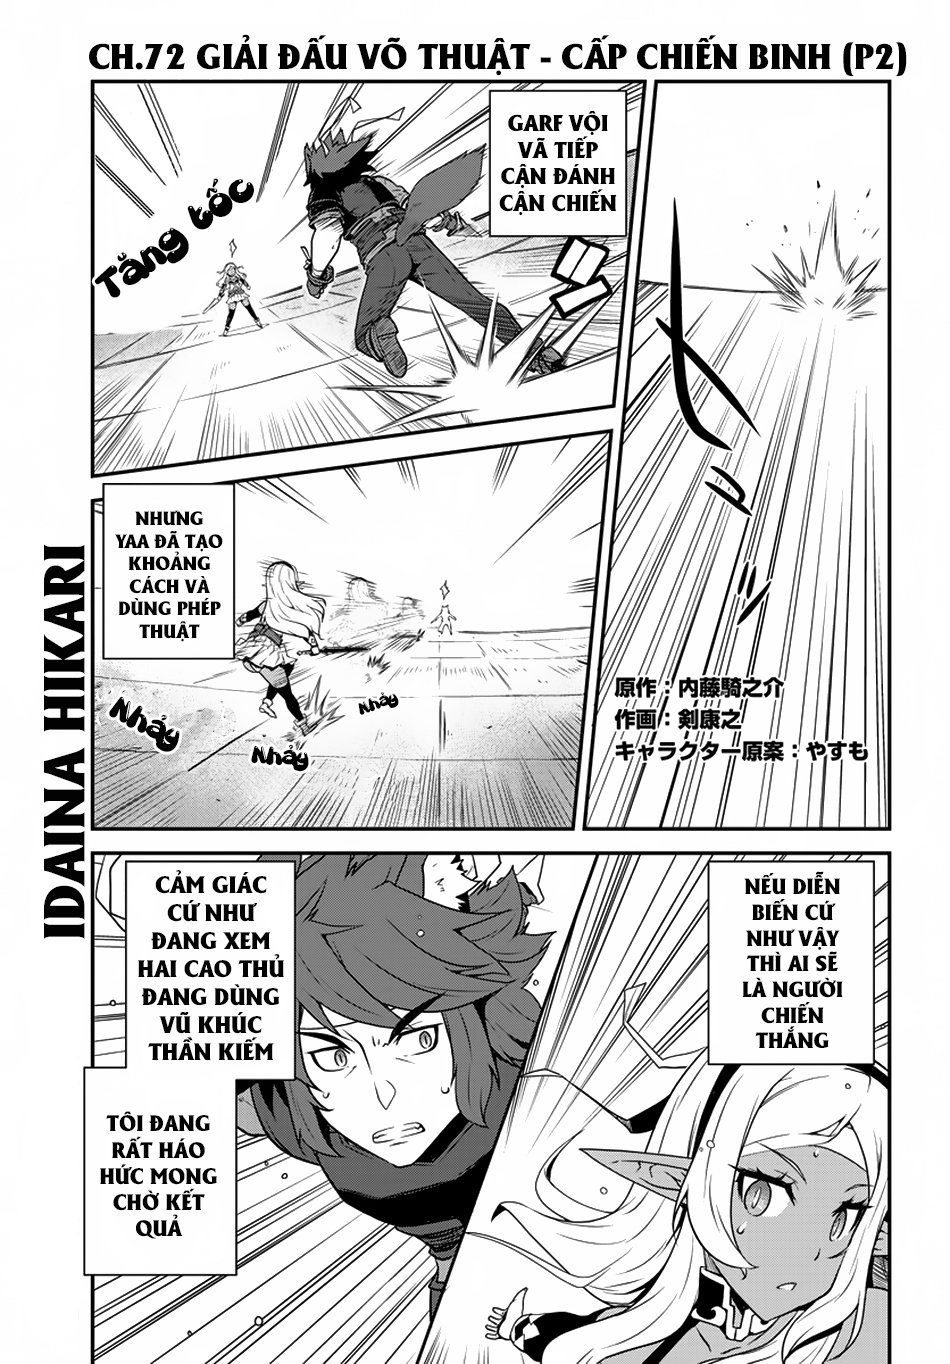 CH.72 GIẢI ĐẤU VÕ THUẬT - CẤP CHIẾN BINH (P2)
GARF VỘI
VÃ TIẾP
CẬN ĐÁNH
CẬN CHIẾN
Tăng tốc
NHƯNG
YAA ĐÃ TẠO
KHOẢNG
CÁCH VÀ
DÙNG PHÉP
THUẬT
Nhảy
Nhảy
Nhảy
原作：内藤騎之介
作画：剣康之
キャラクター原案：やすも
IDAINA HIKARI
CẢM GIÁC
CỨ NHƯ
ĐANG XEM
HAI CAO THỦ
ĐANG DÙNG
VŨ KHÚC
THẦN KIẾM
TÔI ĐANG
RẤT HÁO
HỨC MONG
CHỜ KẾT
QUẢ
NẾU DIỄN
BIẾN CỨ
NHƯ VẬY
THÌ AI SẼ
LÀ NGƯỜI
CHIẾN
THẮNG